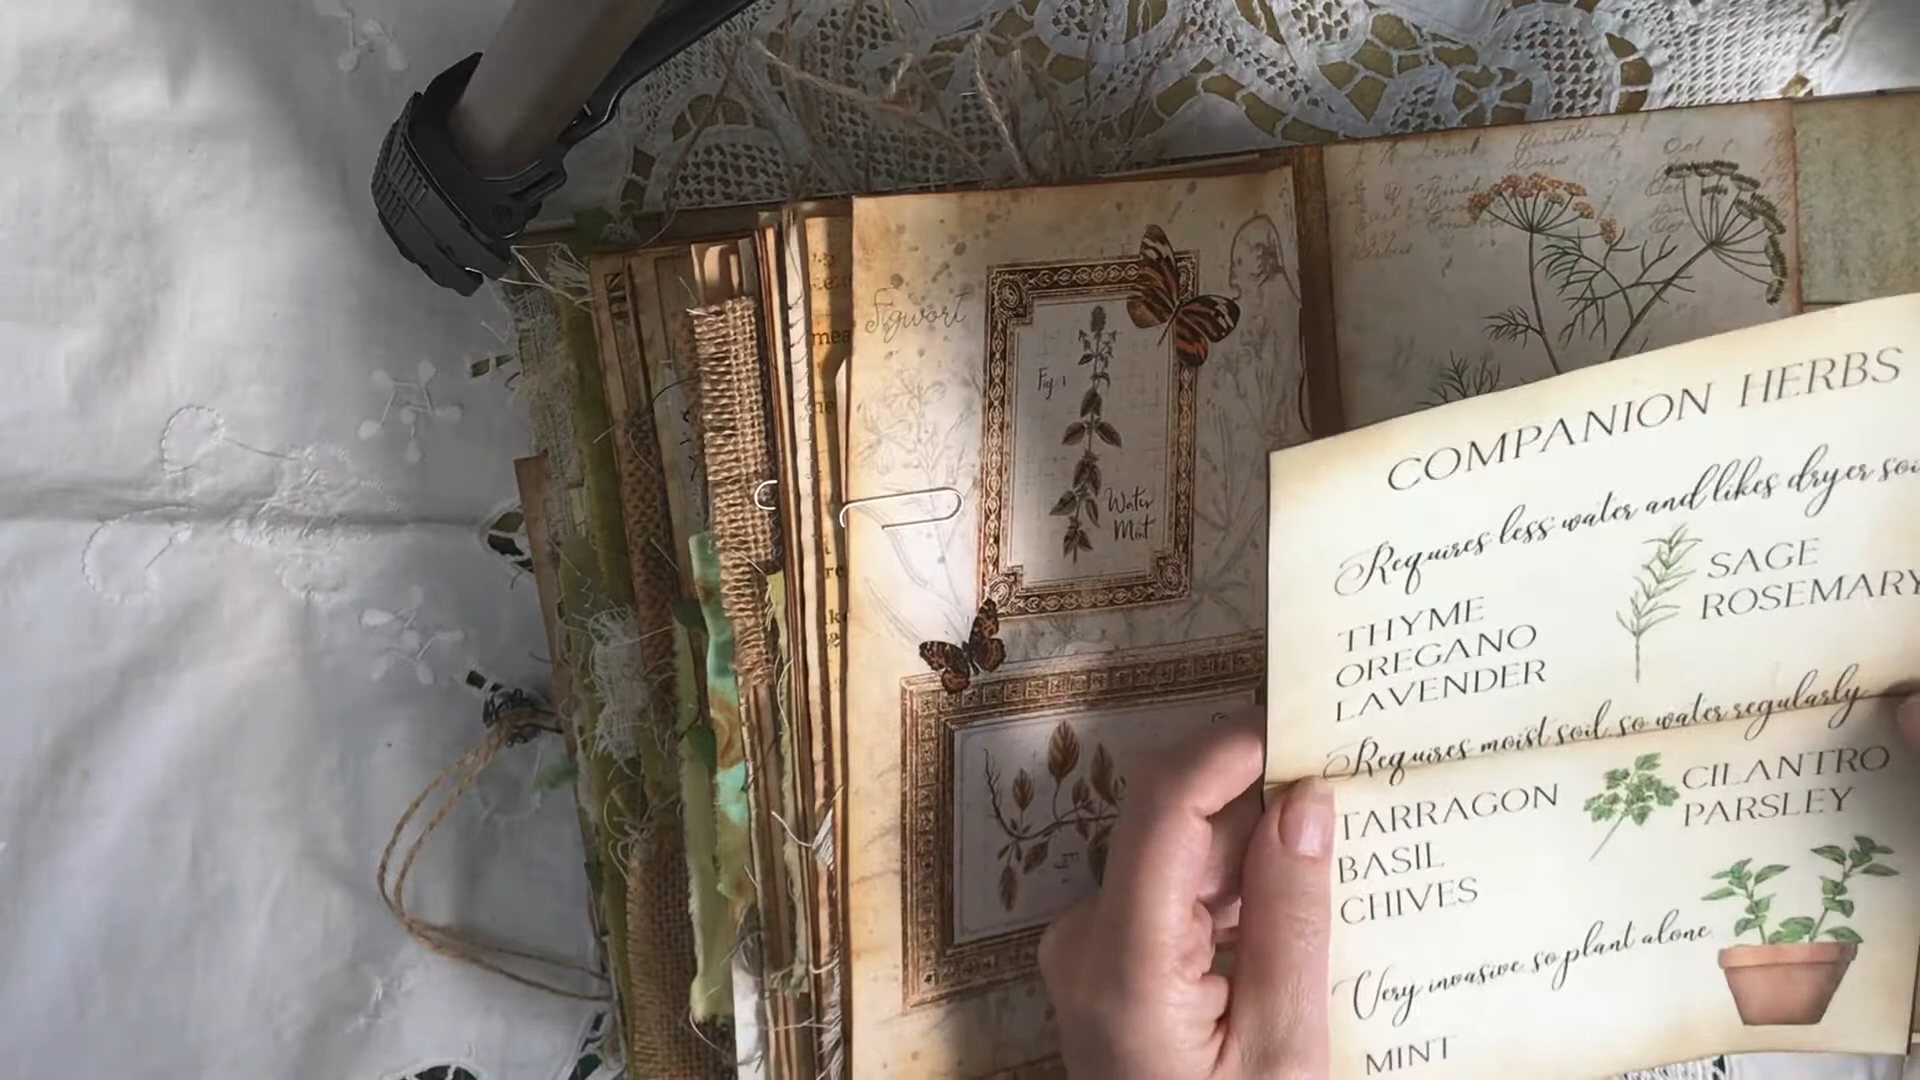 Figwort
Fig. 1
Water
Mint
COMPANION HERBS
Requires less water and likes dryer
THYME
OREGANO
LAVENDER
SAGE
ROSEMARY
Requires moist soil, so water regularly
TARRAGON
BASIL
CHIVES
CILANTRO
PARSLEY
Very invasive so plant alone
MINT